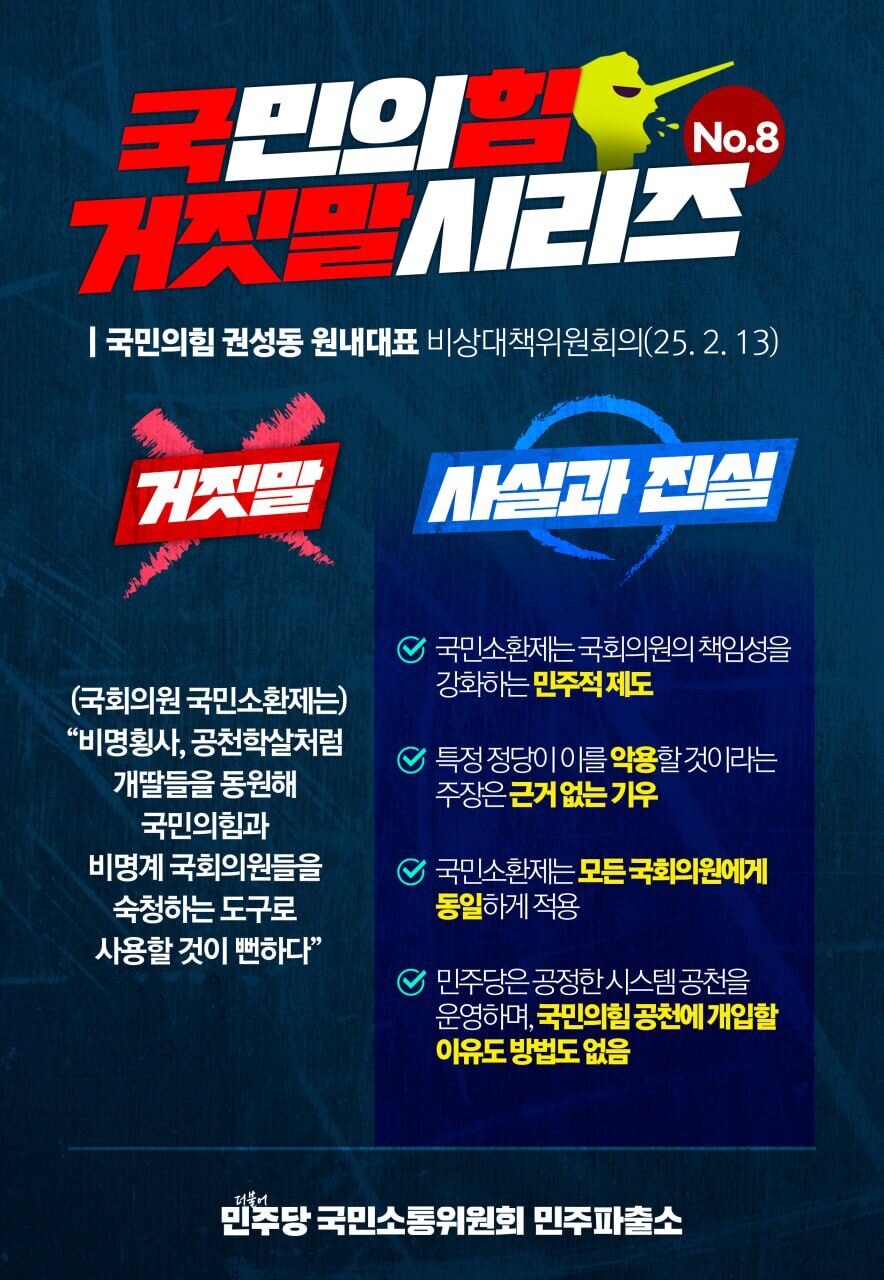 국민의힘
No.8
거짓말시리즈
| 국민의힘 권성동 원내대표 비상대책위원회의(25. 2. 13)
거짓말
(국회의원 국민소환제는)
“비명횡사, 공천학살처럼
개딸들을 동원해
국민의힘과
비명계 국회의원들을
숙청하는 도구로
사용할 것이 뻔하다”
사실과 진실
국민소환제는 국회의원의 책임성을
강화하는 민주적 제도
특정 정당이 이를 악용할 것이라는
주장은 근거 없는 기우
국민소환제는 모든 국회의원에게
동일하게 적용
민주당은 공정한 시스템 공천을
운영하며, 국민의힘 공천에 개입할
이유도 방법도 없음
더불어
민주당 국민소통위원회 민주파출소